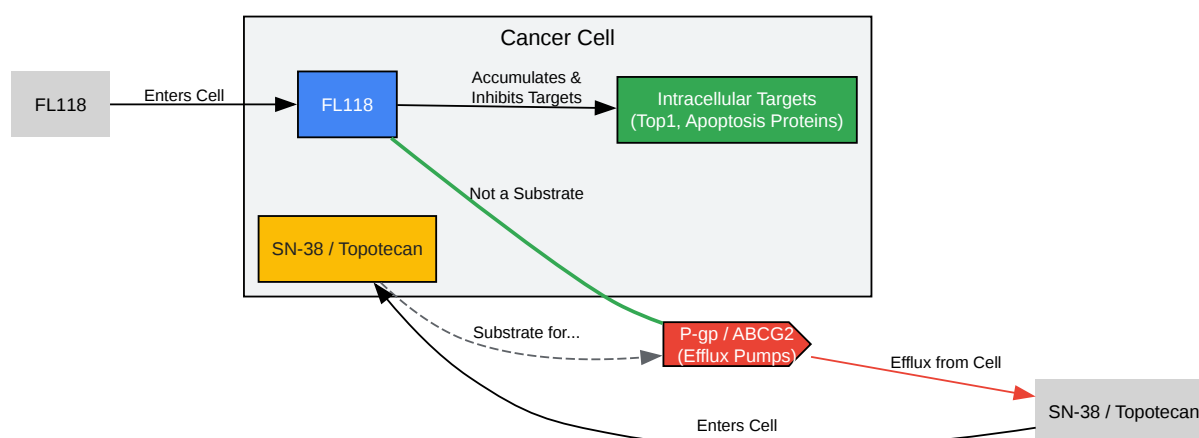 Cancer Cell
FL118
Enters Cell
FL118
Accumulates &
Inhibits Targets
Intracellular Targets
(Top1, Apoptosis Proteins)
Not a Substrate
SN-38 / Topotecan
Substrate for...
P-gp / ABCG2
(Efflux Pumps)
Efflux from Cell
SN-38 / Topotecan
Enters Cell